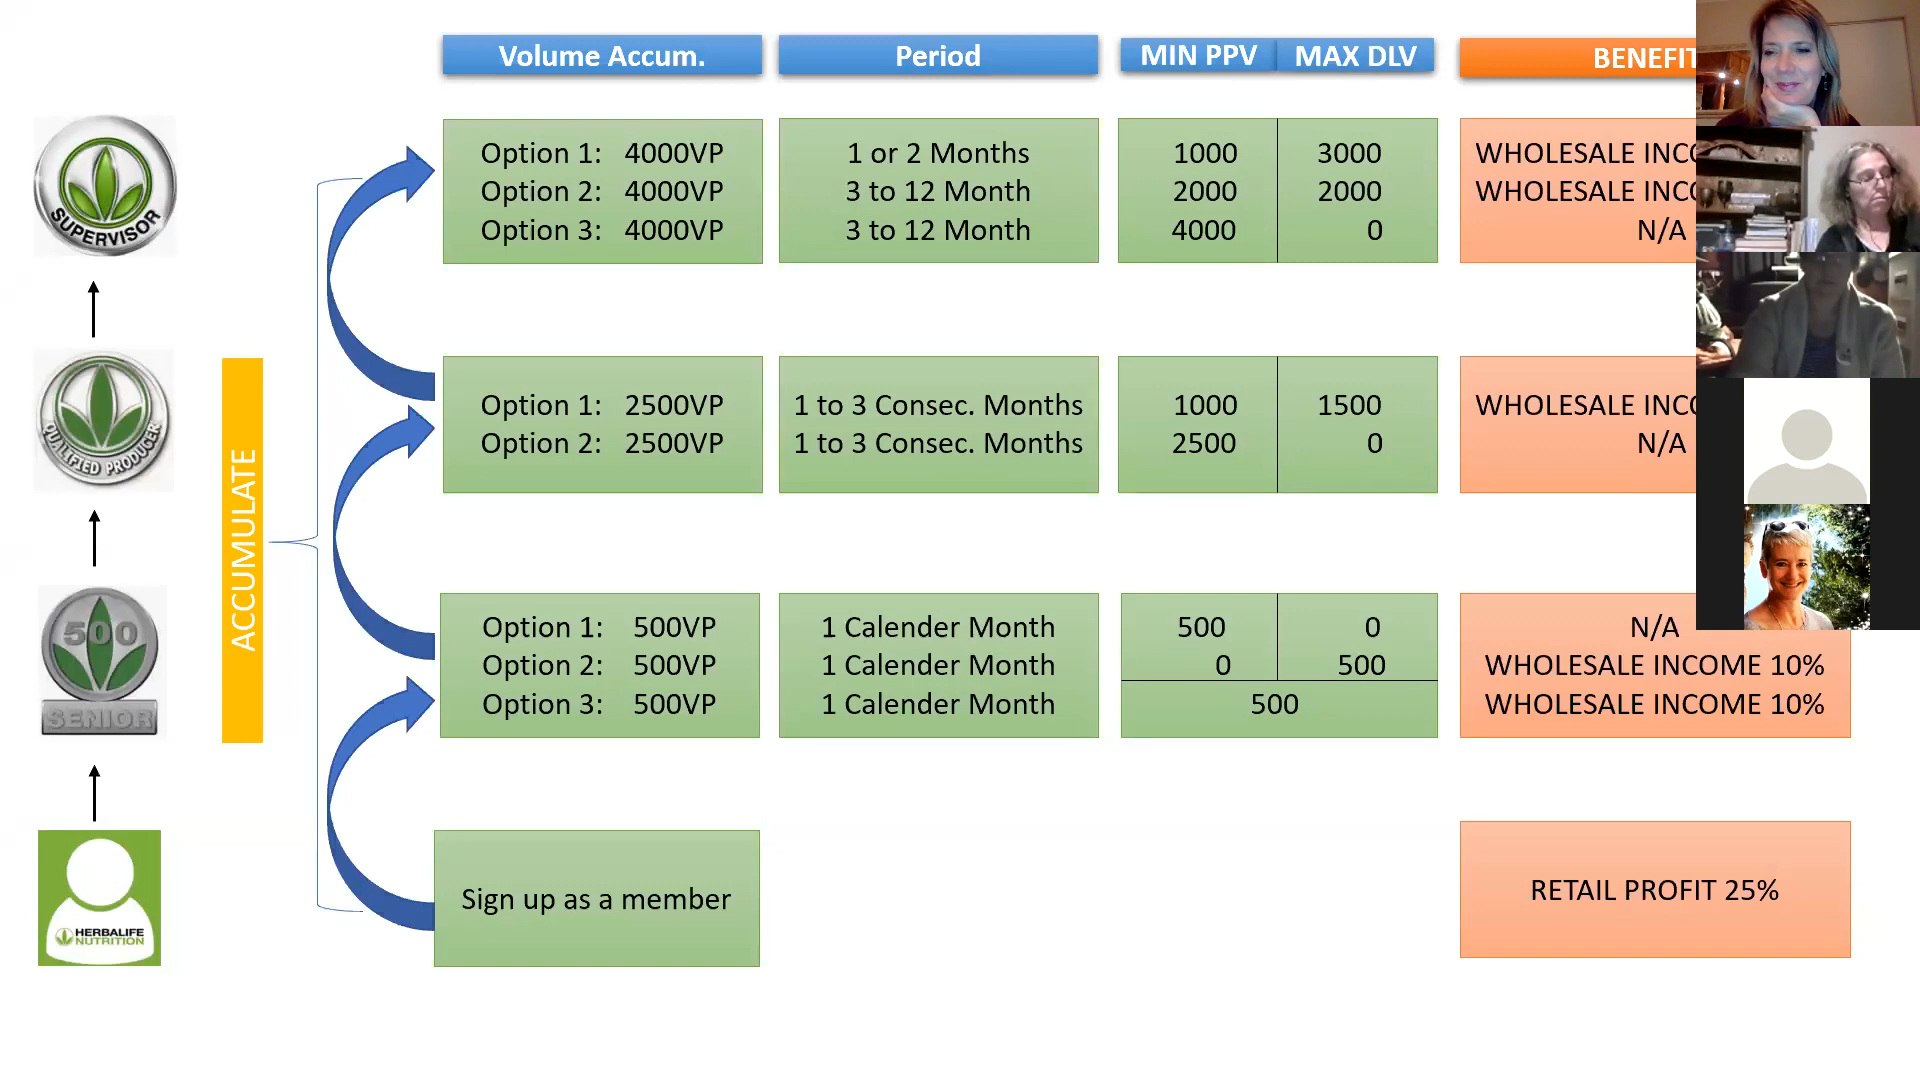 Volume Accum. Period MIN PPV MAX DLV
SUPERVISOR
Option 1: 4000VP 1 or 2 Months 1000 3000 WHOLESALE
Option 2: 4000VP 3 to 12 Month 2000 2000 WHOLESALE
Option 3: 4000VP 3 to 12 Month 4000 0 N/A
QUALIFIED PRODUCER
Option 1: 2500VP 1 to 3 Consec. Months 1000 1500 WHOLESALE
Option 2: 2500VP 1 to 3 Consec. Months 2500 0 N/A
ACCUMULATE
500
SENIOR
Option 1: 500VP 1 Calender Month 500 0 N/A
Option 2: 500VP 1 Calender Month 0 500 WHOLESALE INCOME 10%
Option 3: 500VP 1 Calender Month 500 WHOLESALE INCOME 10%
HERBALIFE
NUTRITION
Sign up as a member RETAIL PROFIT 25%